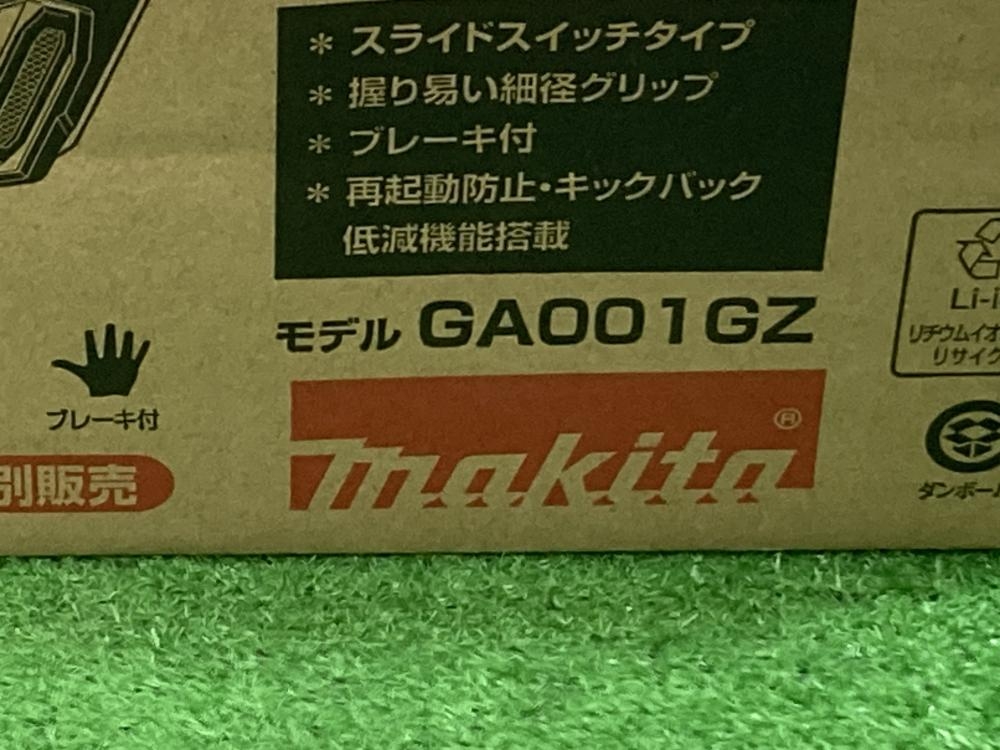 * スライドスイッチタイプ
* 握り易い細径グリップ
* ブレーキ付
* 再起動防止・キックバック
低減機能搭載
モデル GA001GZ
makita®
ブレーキ付
別販売
Li-i
リチウムイオ
リサイク
ダンボー